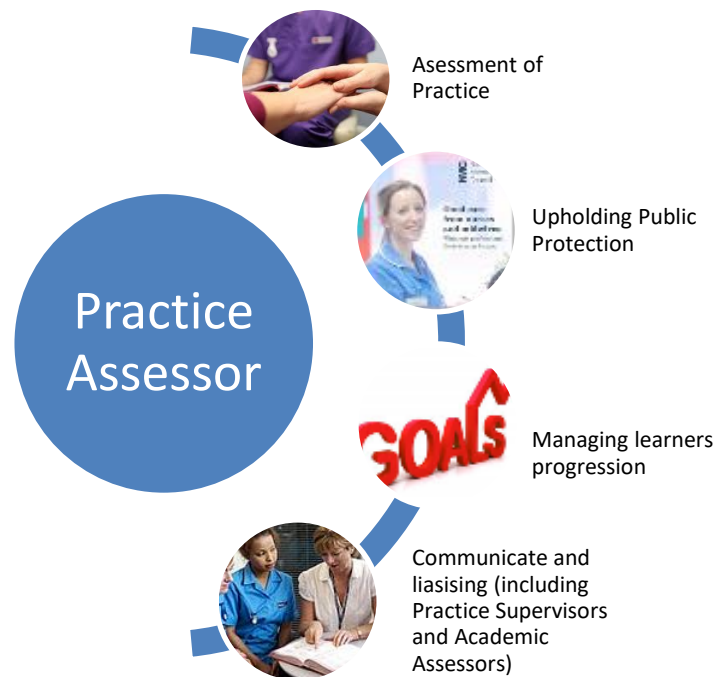 Asessment of
Practice
NMC
Upholding Public
Protection
Practice
Assessor
GOALS
Managing learners
progression
Communicate and
liasising (including
Practice Supervisors
and Academic
Assessors)